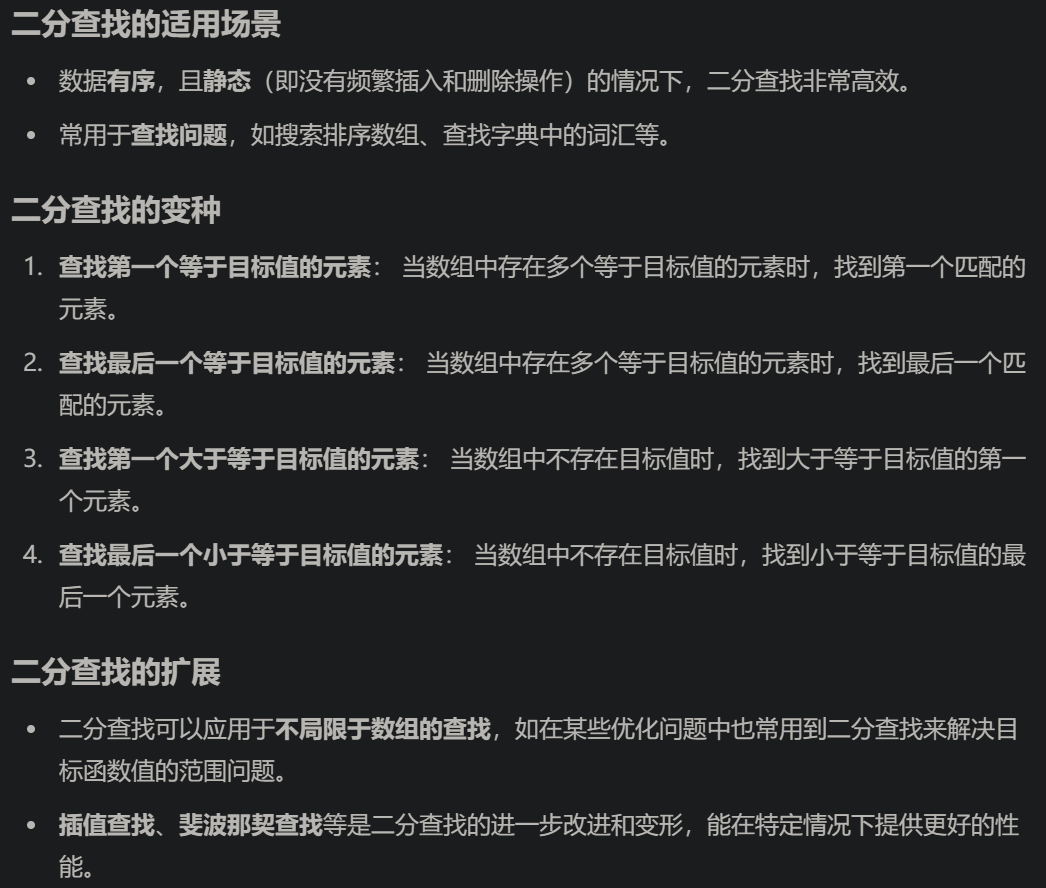 二分查找的适用场景
• 数据有序，且静态（即没有频繁插入和删除操作）的情况下，二分查找非常高效。
• 常用于查找问题，如搜索排序数组、查找字典中的词汇等。
二分查找的变种
1. 查找第一个等于目标值的元素： 当数组中存在多个等于目标值的元素时，找到第一个匹配的
元素。
2. 查找最后一个等于目标值的元素： 当数组中存在多个等于目标值的元素时，找到最后一个匹
配的元素。
3. 查找第一个大于等于目标值的元素： 当数组中不存在目标值时，找到大于等于目标值的第一
个元素。
4. 查找最后一个小于等于目标值的元素： 当数组中不存在目标值时，找到小于等于目标值的最
后一个元素。
二分查找的扩展
• 二分查找可以应用于不局限于数组的查找，如在某些优化问题中也常用到二分查找来解决目
标函数值的范围问题。
• 插值查找、斐波那契查找等是二分查找的进一步改进和变形，能在特定情况下提供更好的性
能。